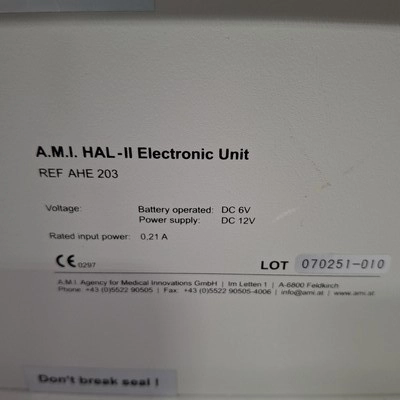 A.M.I. HAL-II Electronic Unit
REF AHE 203
Voltage: Battery operated: DC 6V
Power supply: DC 12V
Rated input power: 0,21 A
CE 0297 LOT 070251-010
A.M.I. Agency for Medical Innovations GmbH | Im Letten 1 | A-6800 Feldkirch
Phone: +43 (0)5522 90505 | Fax: +43 (0)5522 90505-4006 | info@ami.at | www.ami.at
Don't break seal !